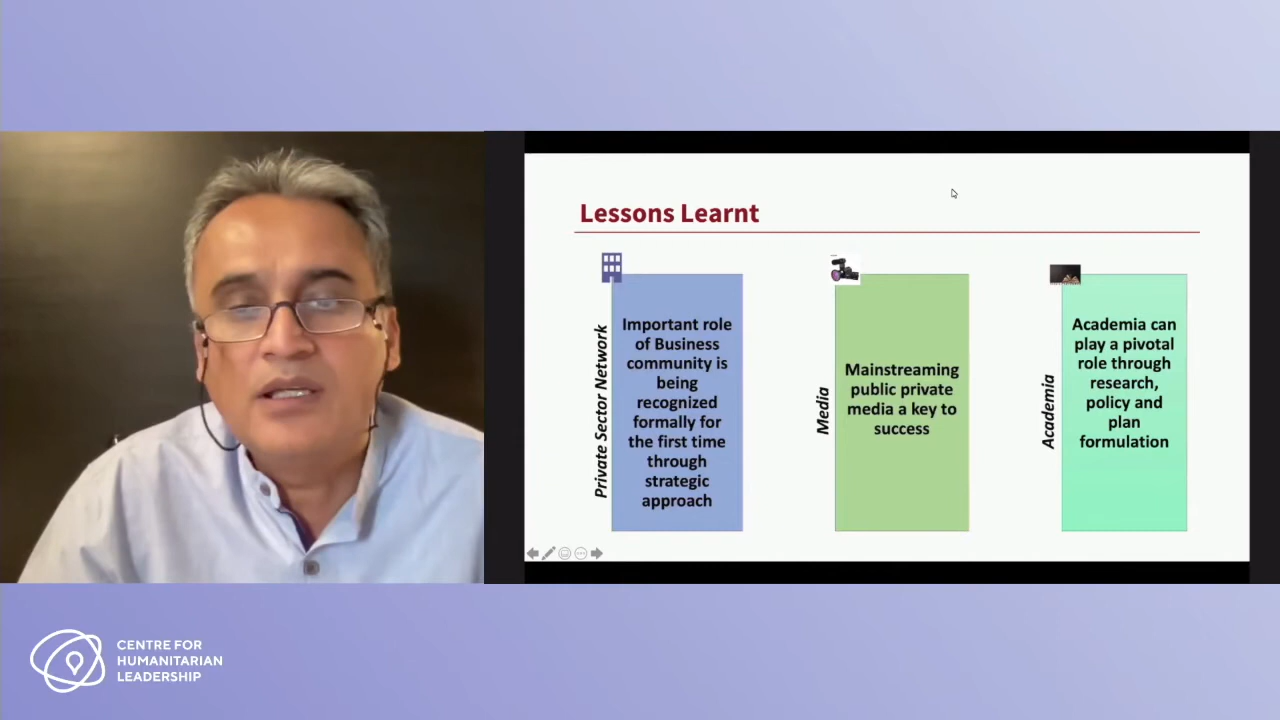 Lessons Learnt
Private Sector Network
Important role
of Business
community is
being
recognized
formally for
the first time
through
strategic
approach
Media
Mainstreaming
public private
media a key to
success
Academia
Academia can
play a pivotal
role through
research,
policy and
plan
formulation
CENTRE FOR
HUMANITARIAN
LEADERSHIP